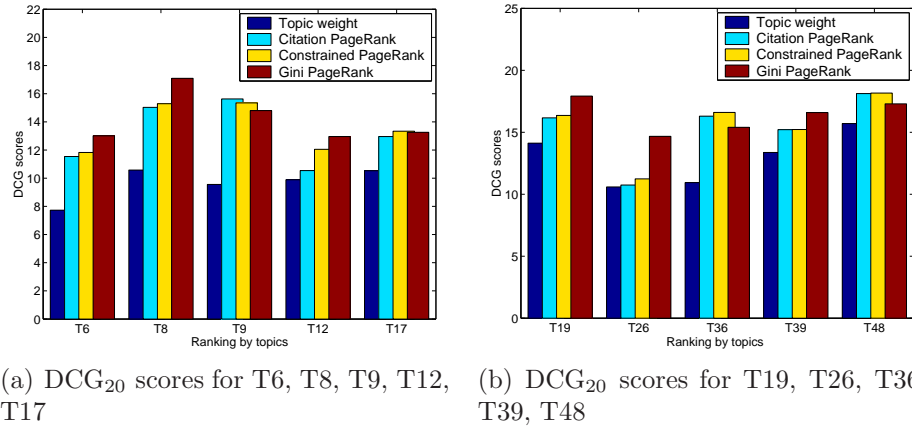 22
20
18
16
14
12
10
8
6
4
2
0
DCG scores
Topic weight
Citation PageRank
Constrained PageRank
Gini PageRank
T6 T8 T9 T12 T17
Ranking by topics
(a) DCG20 scores for T6, T8, T9, T12,
T17
25
20
15
10
5
0
DCG scores
Topic weight
Citation PageRank
Constrained PageRank
Gini PageRank
T19 T26 T36 T39 T48
Ranking by topics
(b) DCG20 scores for T19, T26, T36
T39, T48